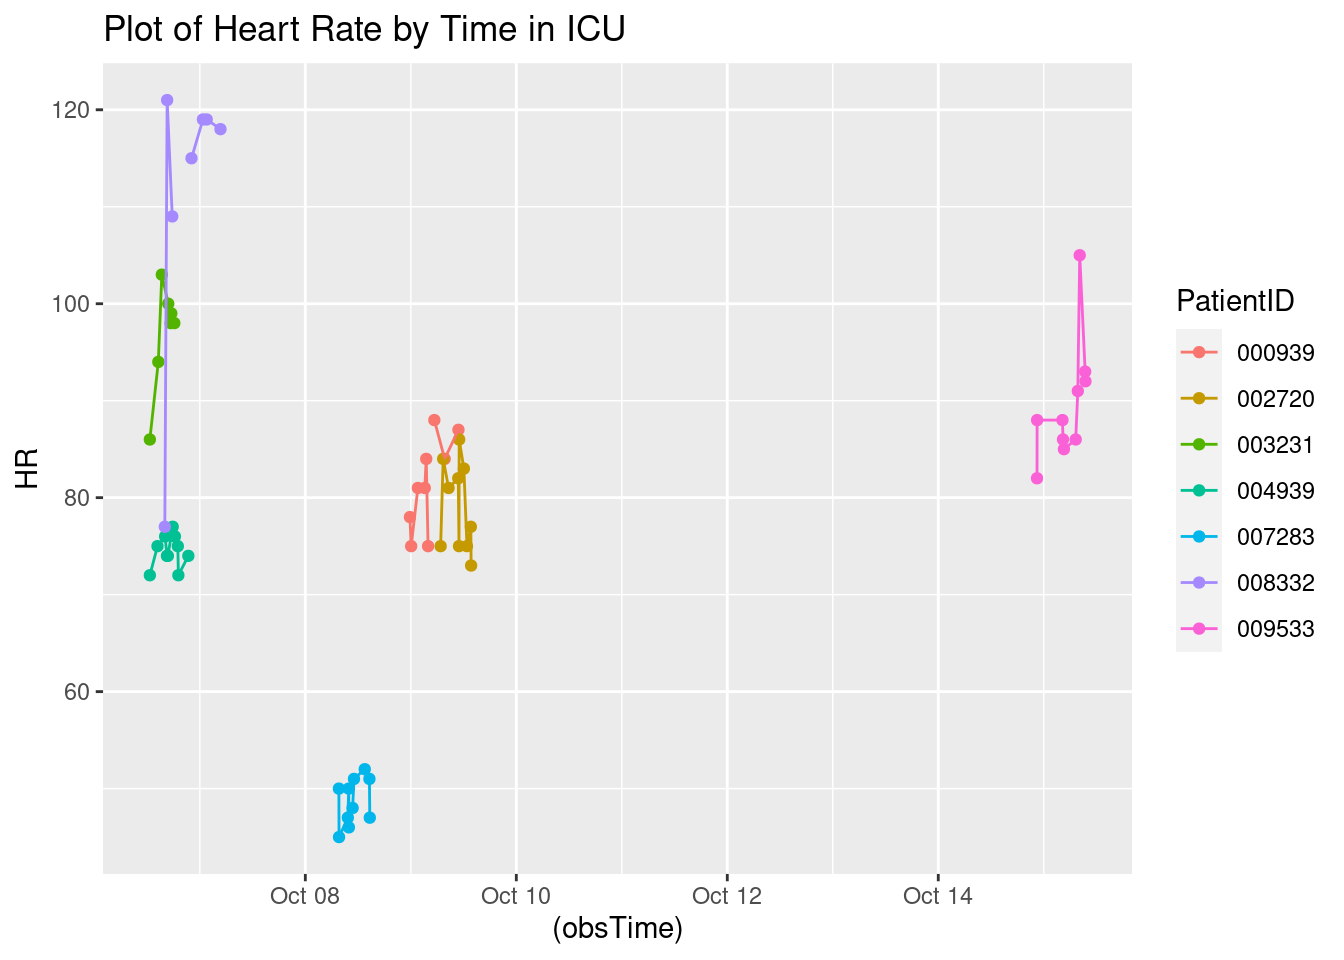 Plot of Heart Rate by Time in ICU
HR
120
100
80
60
Oct 08
Oct 10
Oct 12
Oct 14
(obsTime)
PatientID
000939
002720
003231
004939
007283
008332
009533